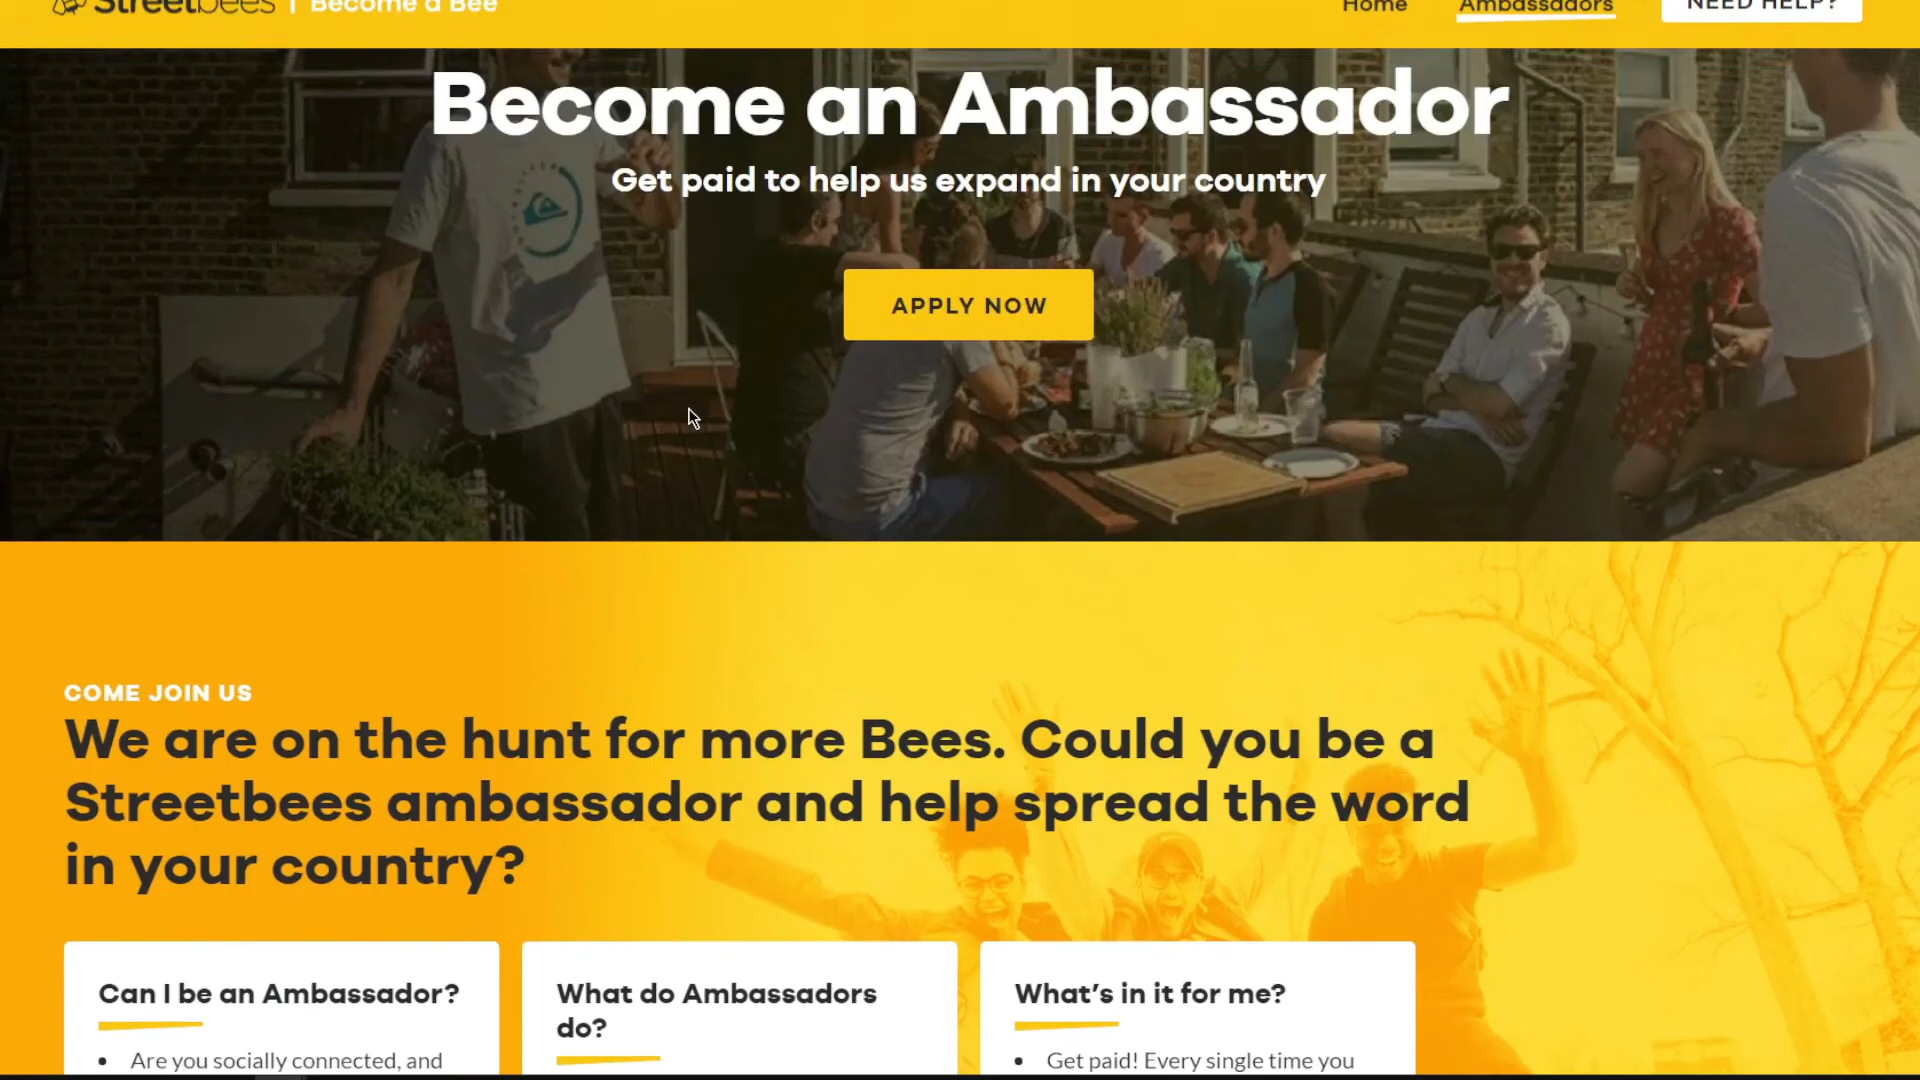 Streetbees | Become a Bee
Home
Ambassadors
NEED HELP?
Become an Ambassador
Get paid to help us expand in your country
APPLY NOW
COME JOIN US
We are on the hunt for more Bees. Could you be a
Streetbees ambassador and help spread the word
in your country?
Can I be an Ambassador?
• Are you socially connected, and
What do Ambassadors
do?
What's in it for me?
• Get paid! Every single time you